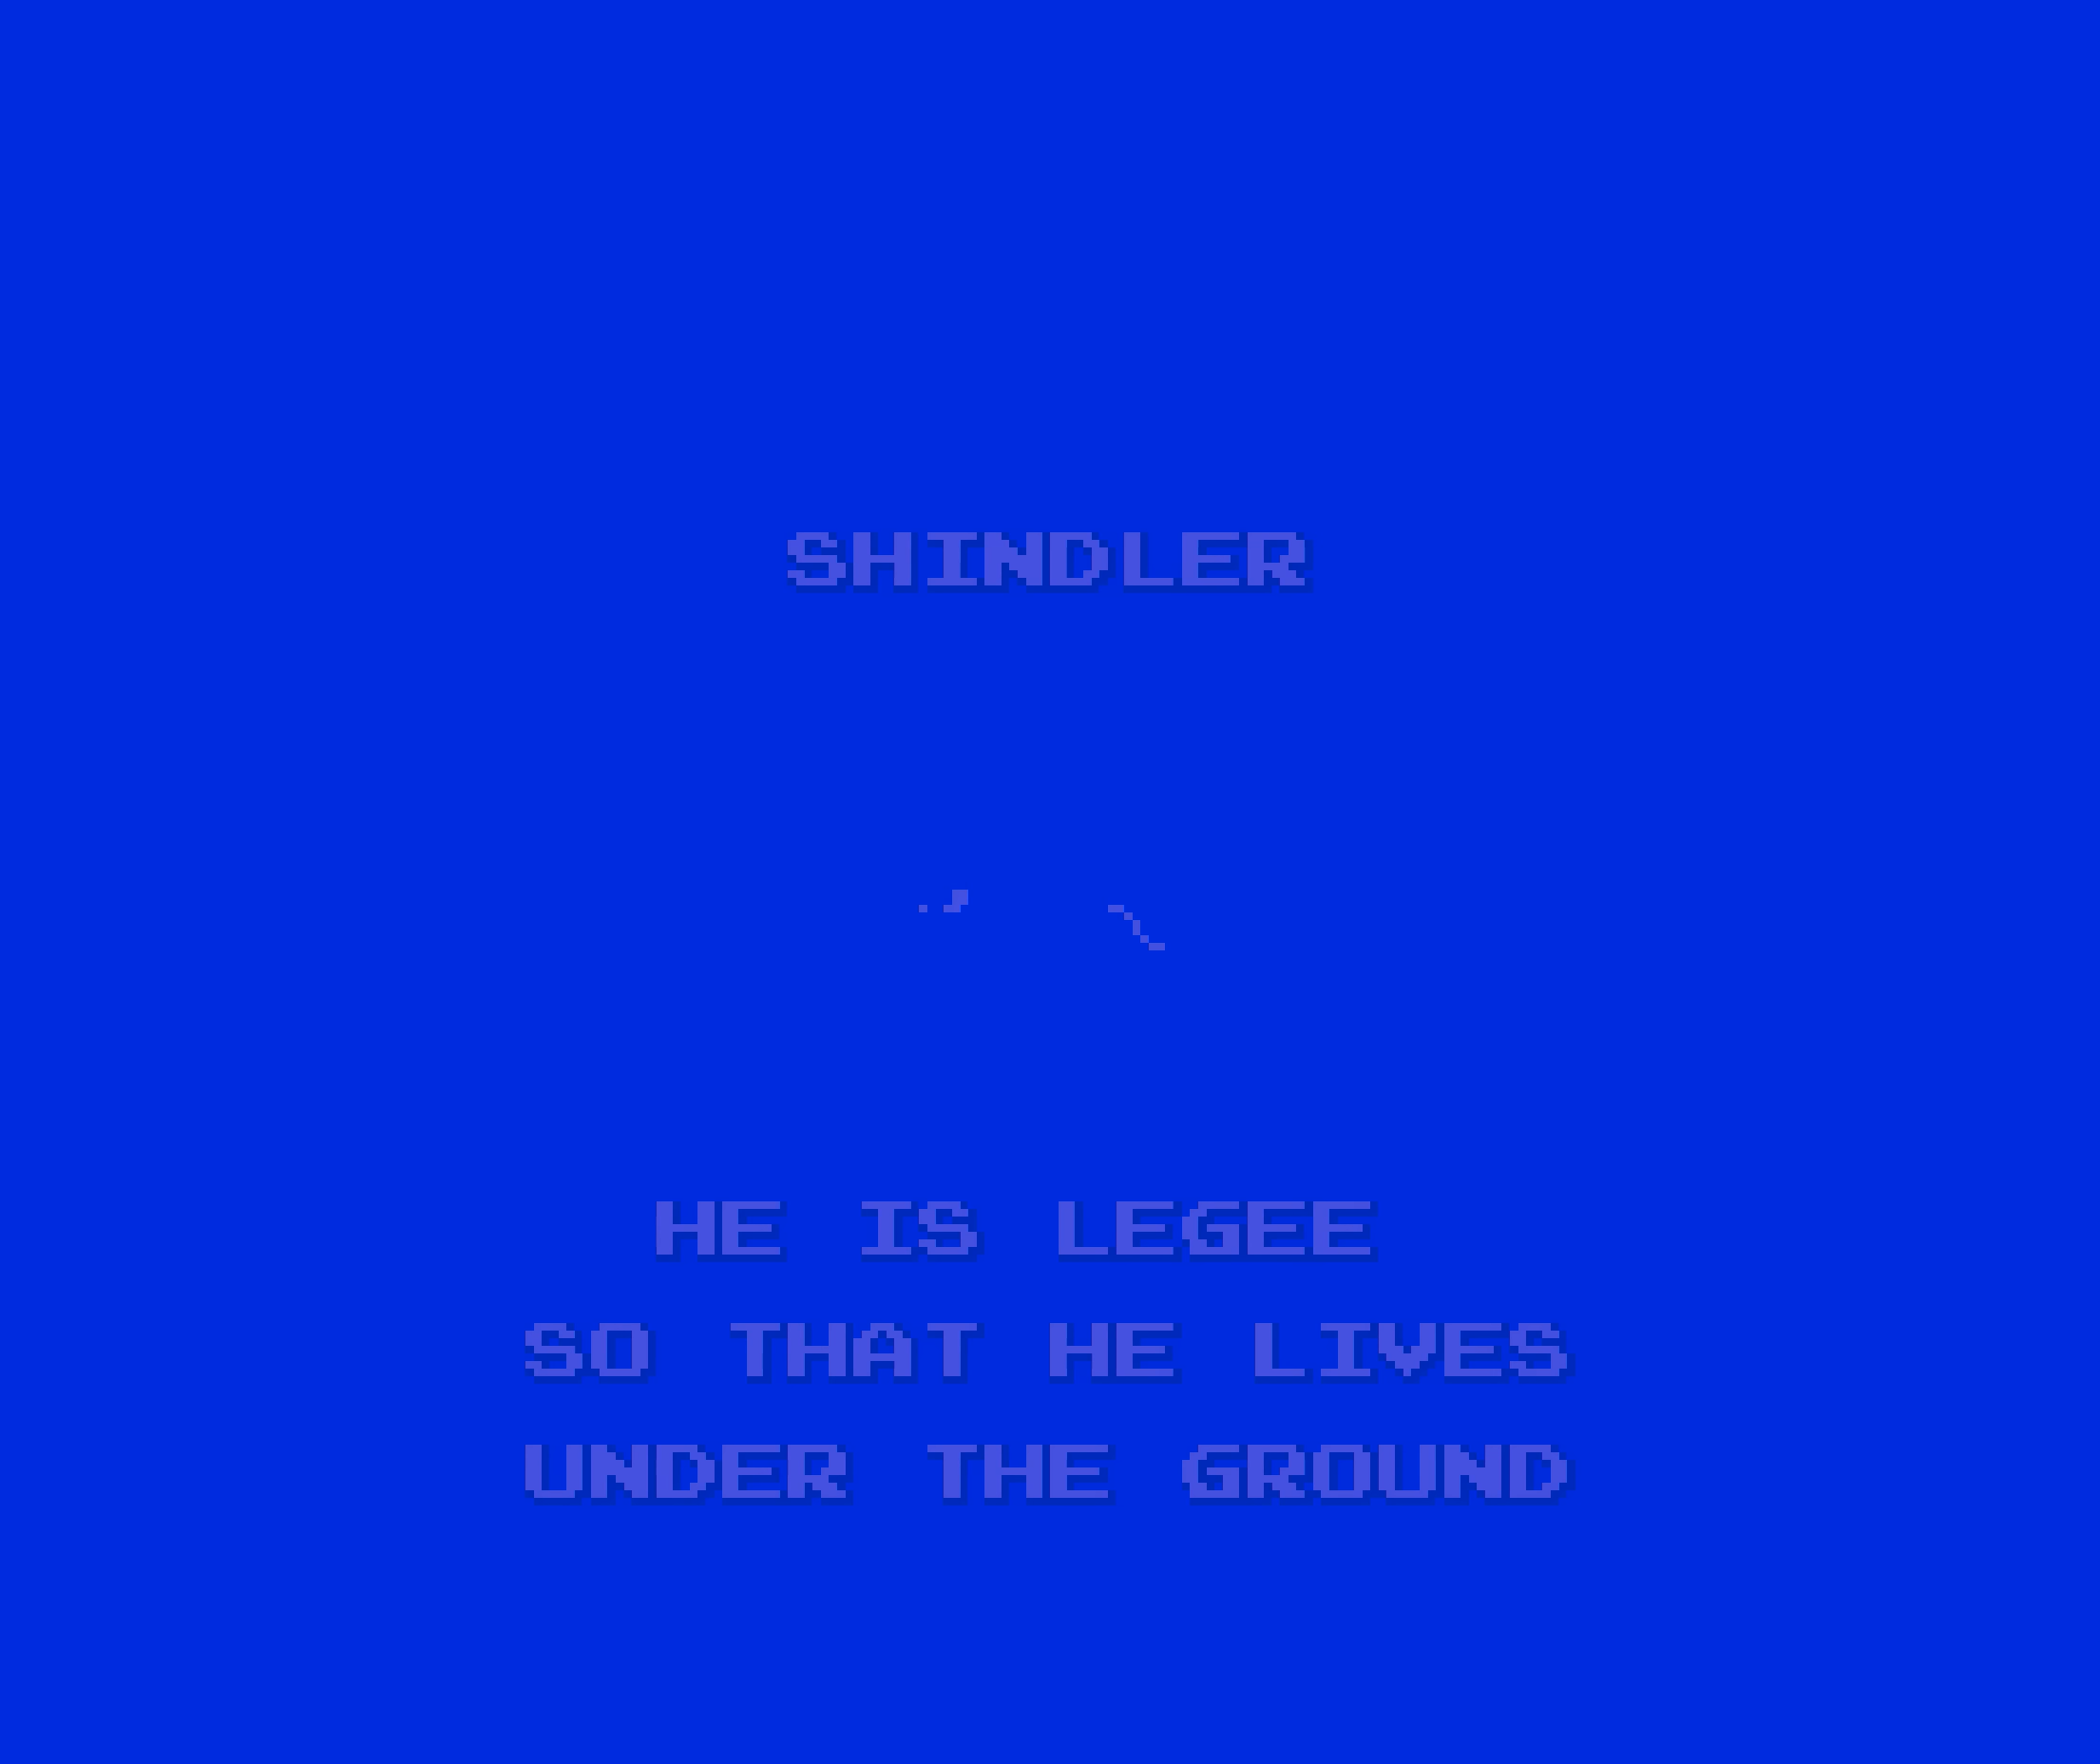 SHINDLER
HE IS LEGEE
SO THAT HE LIVES
UNDER THE GROUND